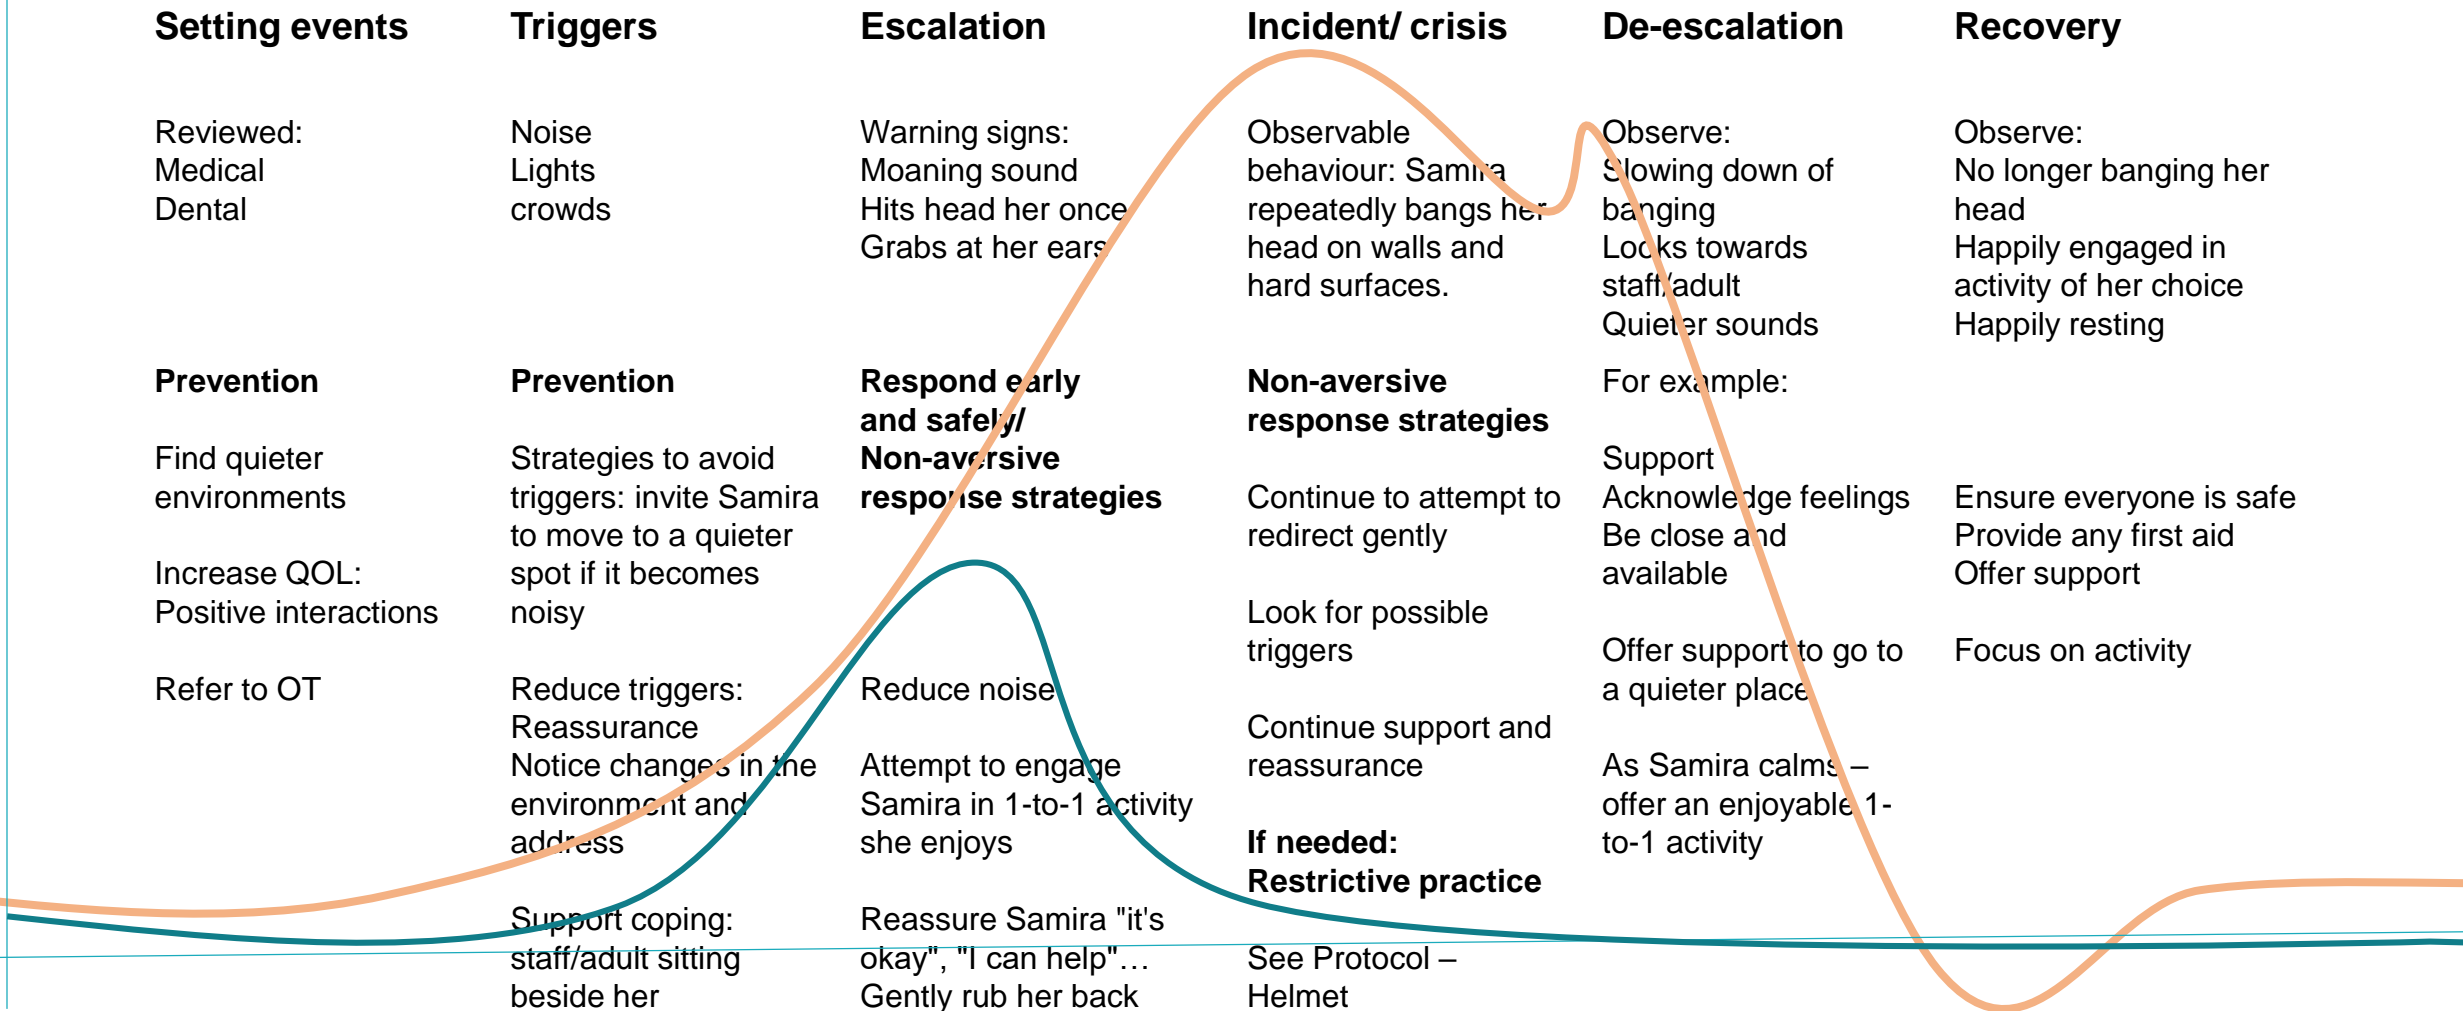 Setting events
Reviewed:
Medical
Dental
Prevention
Find quieter
environments
Increase QOL:
Positive interactions
Refer to OT
Triggers
Noise
Lights
crowds
Prevention
Strategies to avoid
triggers: invite Samira
to move to a quieter
spot if it becomes
noisy
Reduce triggers:
Reassurance
Notice changes in the
environment and
address
Support coping:
staff/adult sitting
beside her
Escalation
Warning signs:
Moaning sound
Hits head her once
Grabs at her ears
Respond early
and safely/
Non-aversive
response strategies
Reduce noise
Attempt to engage
Samira in 1-to-1 activity
she enjoys
Reassure Samira "it's
okay", "I can help"…
Gently rub her back
Incident/ crisis
Observable
behaviour: Samira
repeatedly bangs her
head on walls and
hard surfaces.
Non-aversive
response strategies
Continue to attempt to
redirect gently
Look for possible
triggers
Continue support and
reassurance
If needed:
Restrictive practice
See Protocol –
Helmet
De-escalation
Observe:
Slowing down of
banging
Looks towards
staff/adult
Quieter sounds
For example:
Support
Acknowledge feelings
Be close and
available
Offer support to go to
a quieter place
As Samira calms –
offer an enjoyable 1-
to-1 activity
Recovery
Observe:
No longer banging her
head
Happily engaged in
activity of her choice
Happily resting
Ensure everyone is safe
Provide any first aid
Offer support
Focus on activity